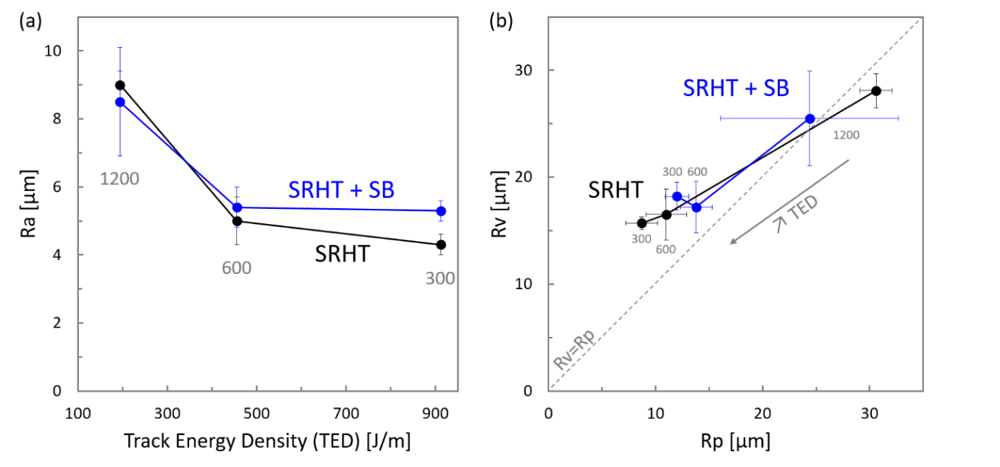 (a)
10
8
6
4
2
0
Ra [µm]
1200
600
300
SRHT + SB
SRHT
100
300
500
700
900
Track Energy Density (TED) [J/m]
(b)
30
20
10
0
Rv [µm]
SRHT + SB
1200
300
600
SRHT
300
600
↗ TED
Rv=Rp
0
10
20
30
Rp [µm]